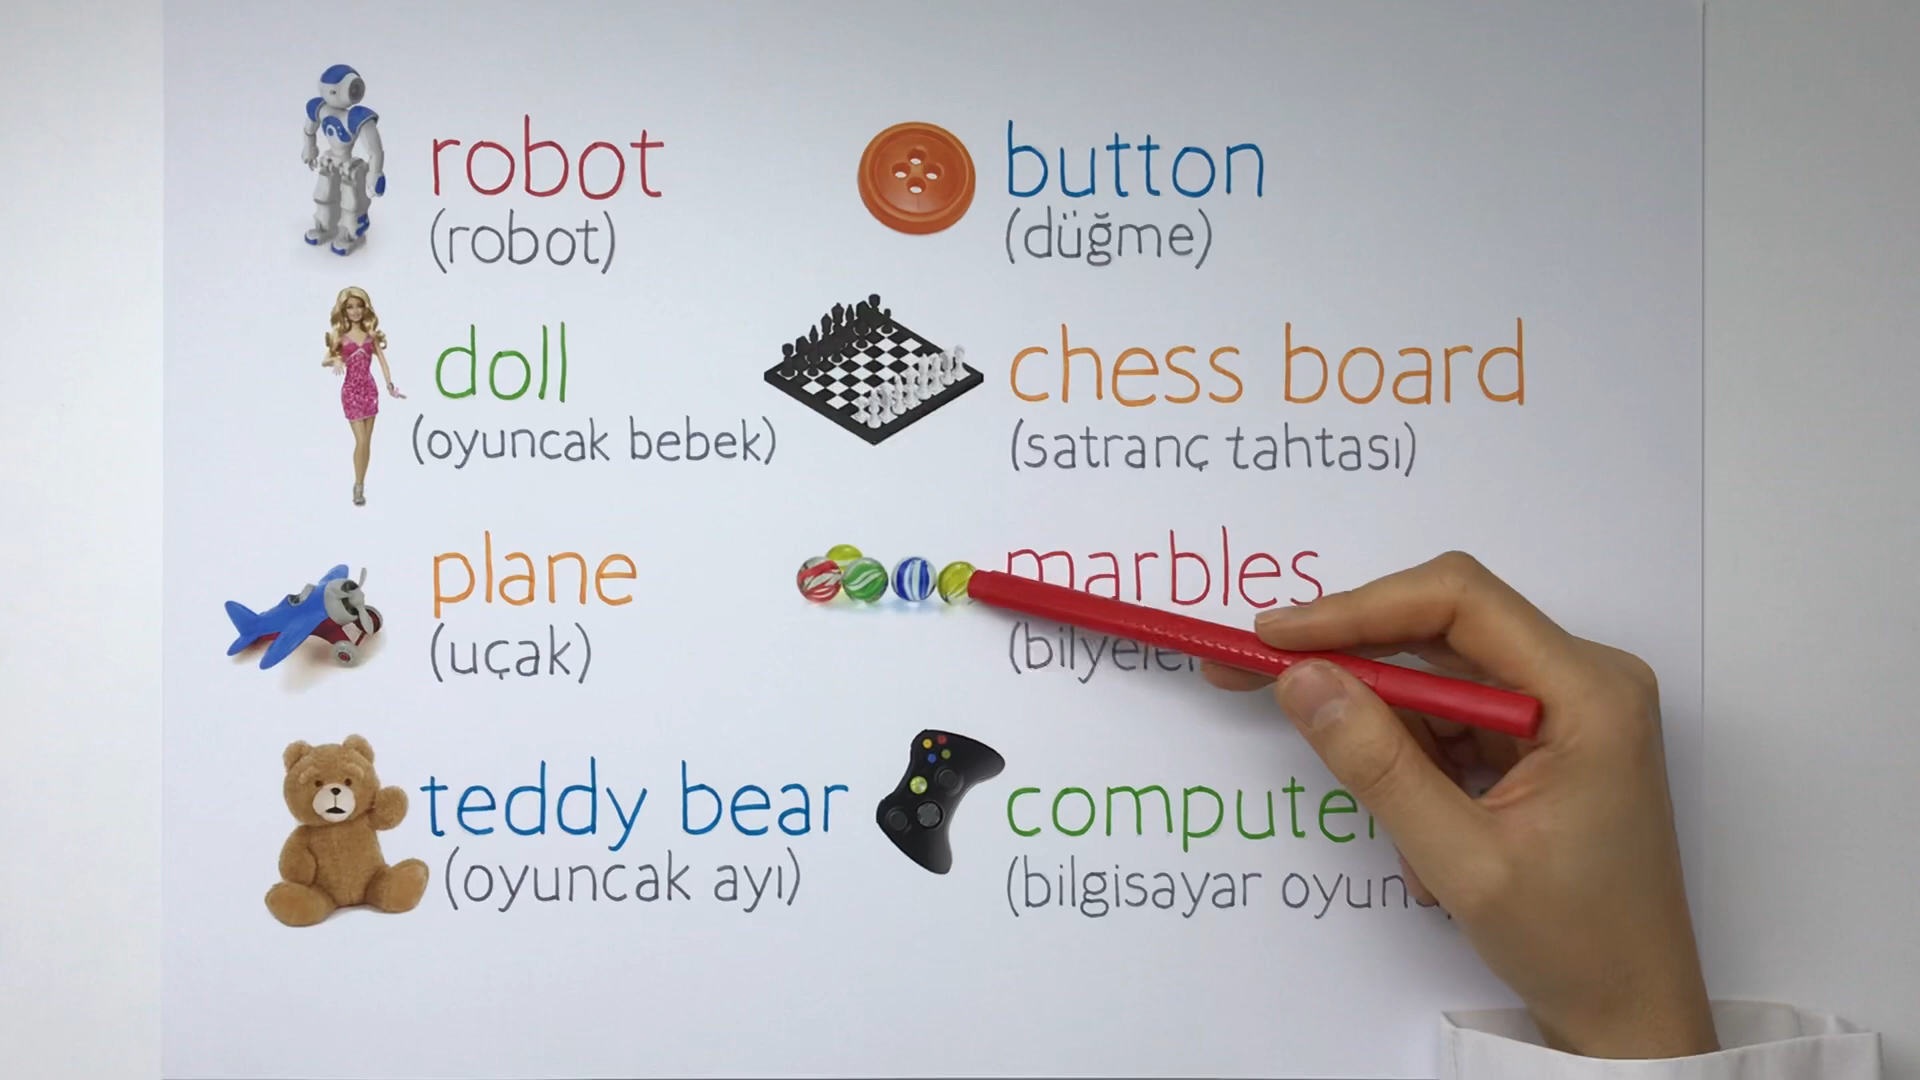 robot
(robot)
doll
(oyuncak bebek)
plane
(uçak)
teddy bear
(oyuncak ayı)
button
(düğme)
chess board
(satranç tahtası)
marbles
(bilgisayar